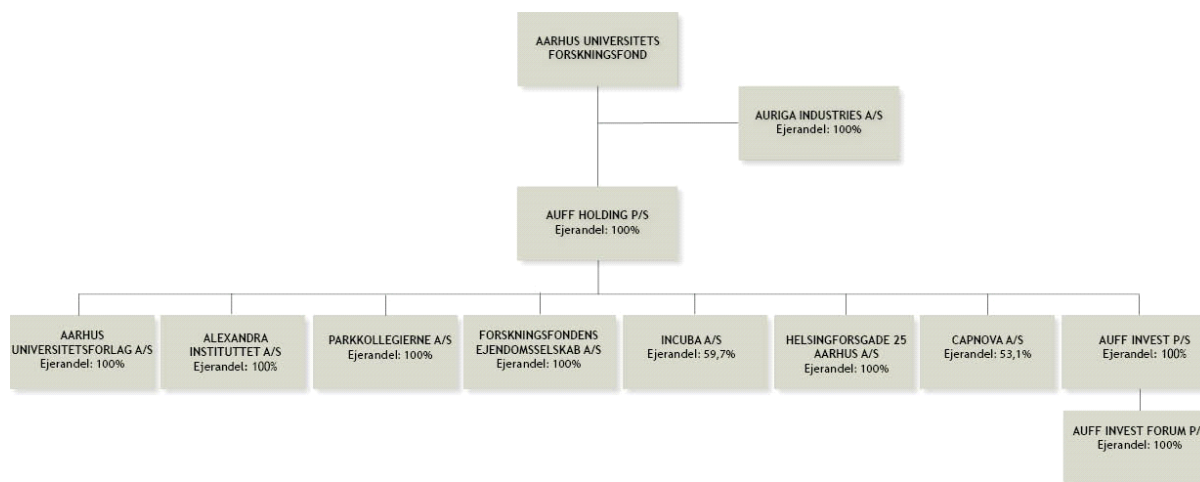 AARHUS UNIVERSITETS
FORSKNINGSFOND
AURIGA INDUSTRIES A/S
Ejerandel: 100%
AUFF HOLDING P/S
Ejerandel: 100%
AARHUS
UNIVERSITETSFORLAG A/S
Ejerandel: 100%
ALEXANDRA
INSTITUTTET A/S
Ejerandel: 100%
PARKKOLLEGIERNE A/S
Ejerandel: 100%
FORSKNINGSFONDENS
EJENDOMSSELSKAB A/S
Ejerandel: 100%
INCUBA A/S
Ejerandel: 59,7%
HELSINGFORSGADE 25
AARHUS A/S
Ejerandel: 100%
CAPNOVA A/S
Ejerandel: 53,1%
AUFF INVEST P/S
Ejerandel: 100%
AUFF INVEST FORUM P/
Ejerandel: 100%